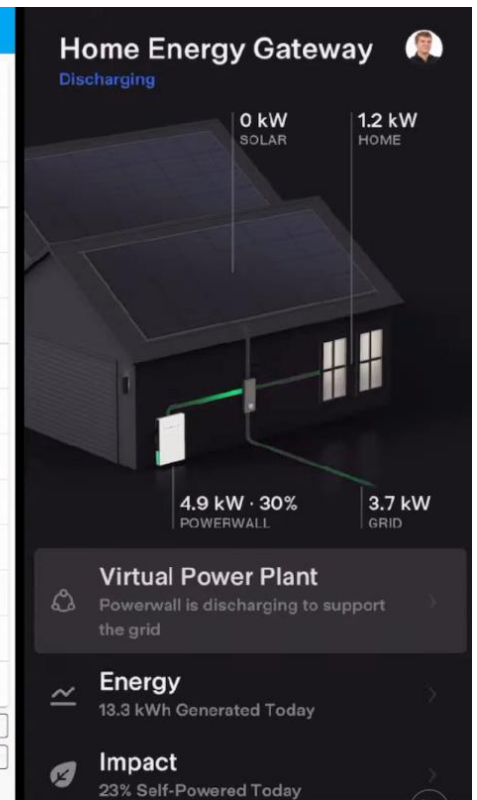 Home Energy Gateway
Discharging
0 kW
SOLAR
1.2 kW
HOME
4.9 kW · 30%
POWERWALL
3.7 kW
GRID
Virtual Power Plant
Powerwall is discharging to support
the grid
Energy
13.3 kWh Generated Today
Impact
23% Self-Powered Today